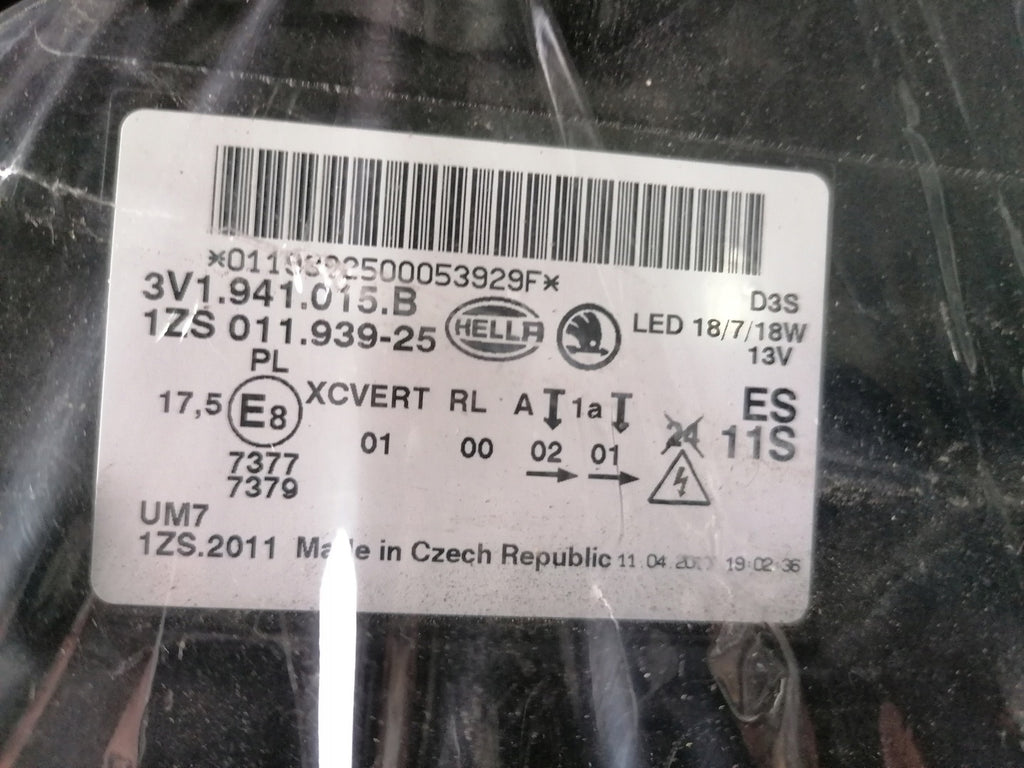 3V1.941.015.B
1ZS 011.939-25
HELLA
D3S
LED 18/7/18W
13V
PL
17,5 E8 XCVERT RL A 1a
01 00 02 01
7377
7379
24
ES
11S
UM7
1ZS.2011 Made in Czech Republic 11.04. 19:02:36